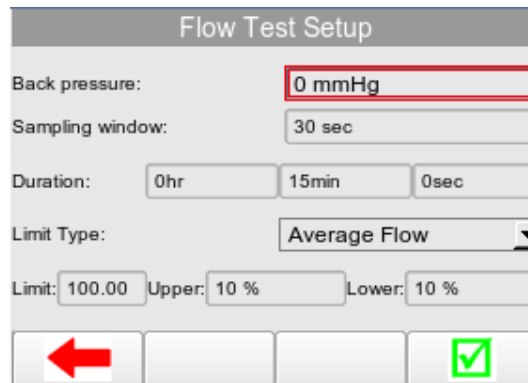 Flow Test Setup
Back pressure: 0 mmHg
Sampling window: 30 sec
Duration: 0hr 15min 0sec
Limit Type: Average Flow
Limit: 100.00 Upper: 10 % Lower: 10 %